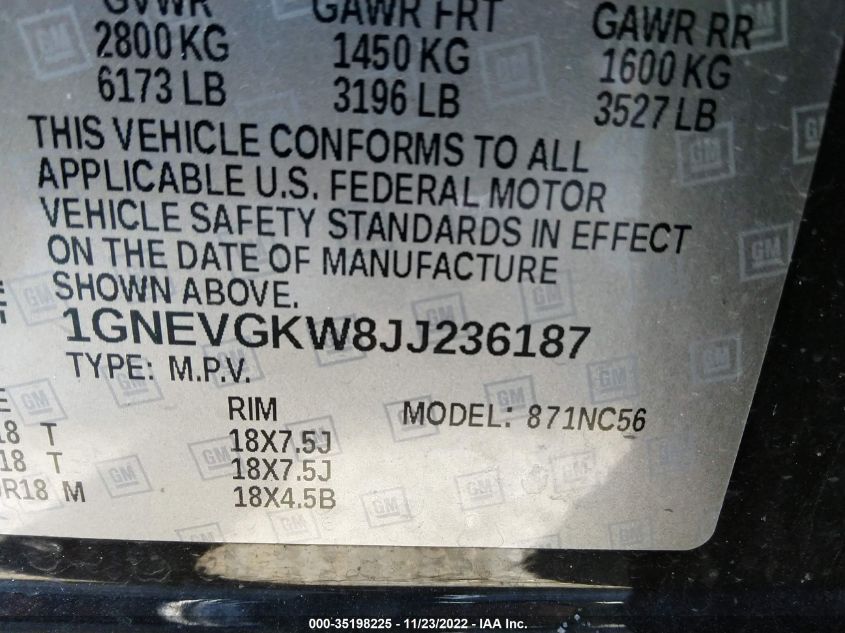 GVWR GAWR FRT GAWR RR
2800 KG 1450 KG 1600 KG
6173 LB 3196 LB 3527 LB
THIS VEHICLE CONFORMS TO ALL
APPLICABLE U.S. FEDERAL MOTOR
VEHICLE SAFETY STANDARDS IN EFFECT
ON THE DATE OF MANUFACTURE
SHOWN ABOVE.
1GNEVGKW8JJ236187
TYPE: M.P.V.
RIM MODEL: 871NC56
18 T 18X7.5J
18 T 18X7.5J
R18 M 18X4.5B
GM
000-35198225 - 11/23/2022 - IAA Inc.